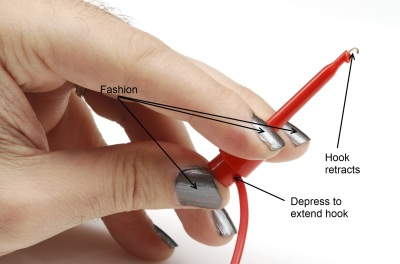 Fashion
Hook
retracts
Depress to
extend hook